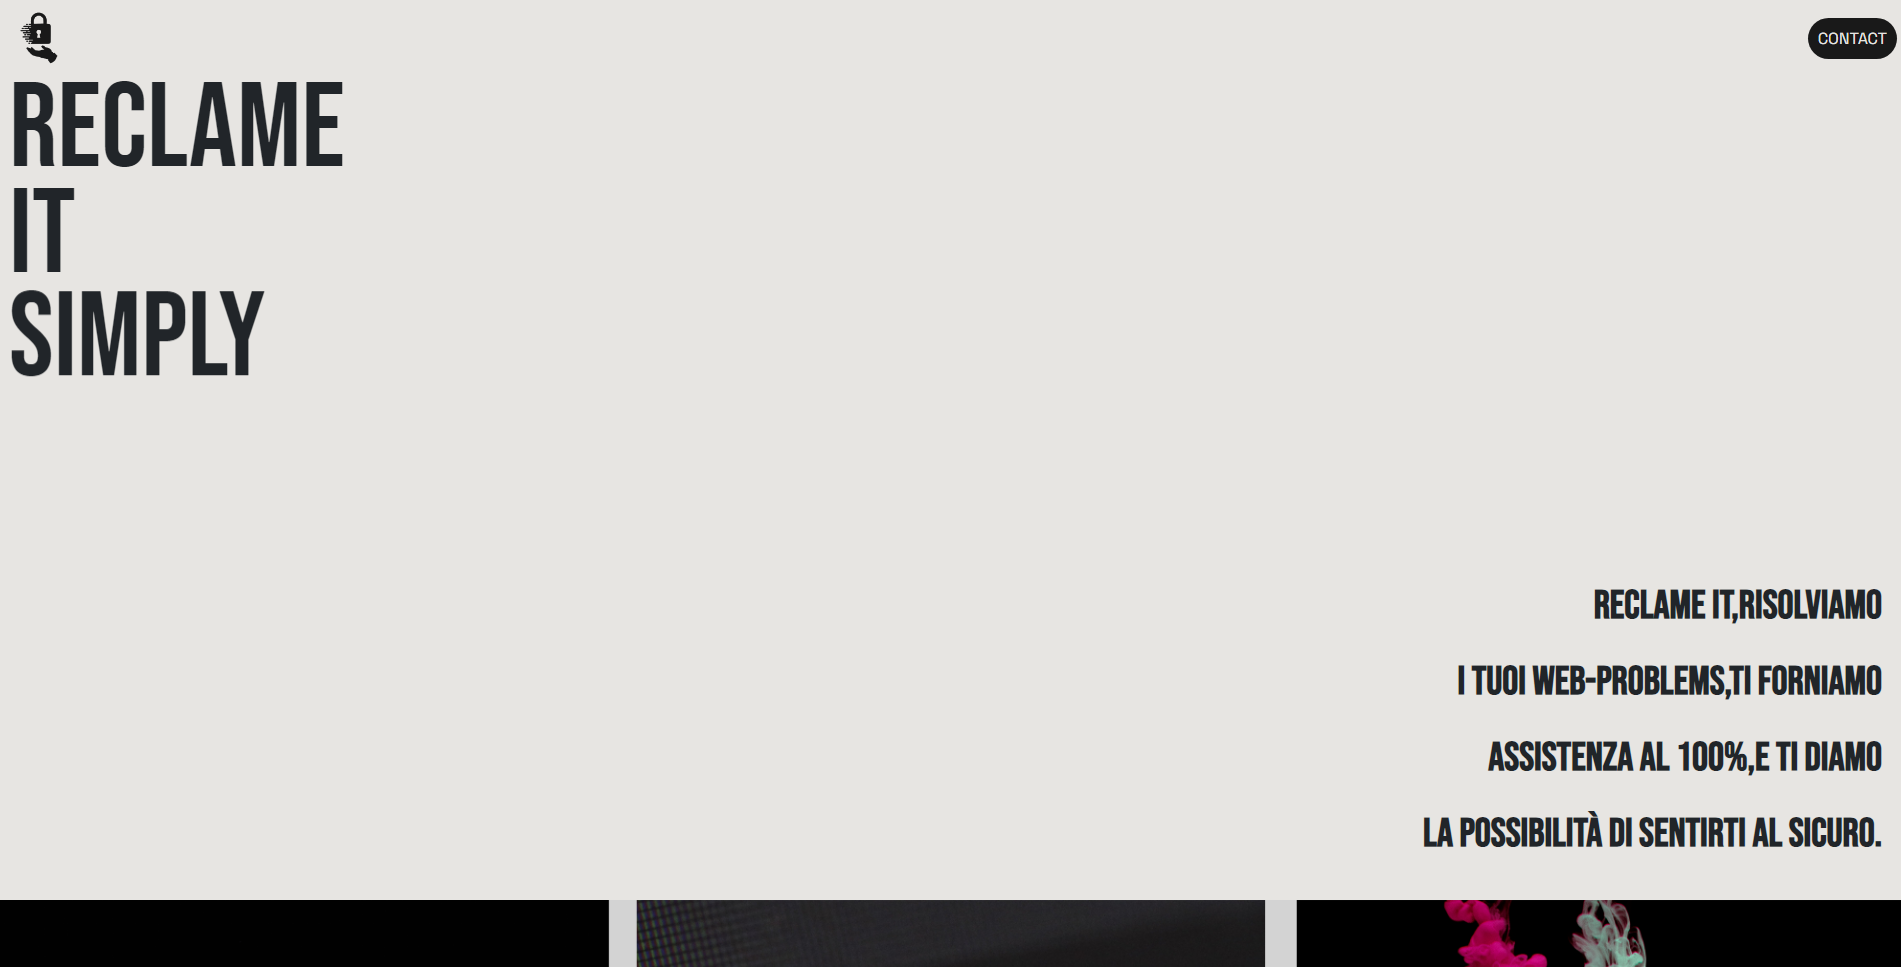 CONTACT
RECLAME
IT
SIMPLY
RECLAME IT,RISOLVIAMO
I TUOI WEB-PROBLEMS,TI FORNIAMO
ASSISTENZA AL 100%,E TI DIAMO
LA POSSIBILITÀ DI SENTIRTI AL SICURO.